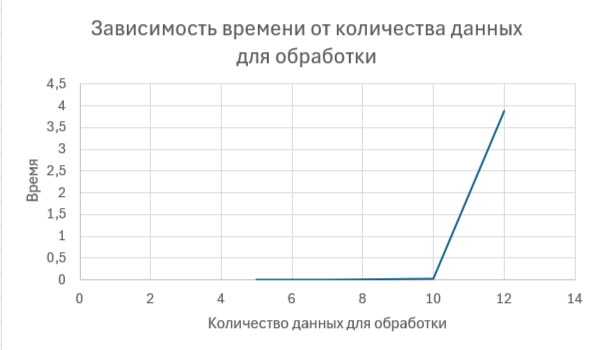 Зависимость времени от количества данных
для обработки
4,5
4
3,5
3
2,5
2
1,5
1
0,5
0
Время
0 2 4 6 8 10 12 14
Количество данных для обработки